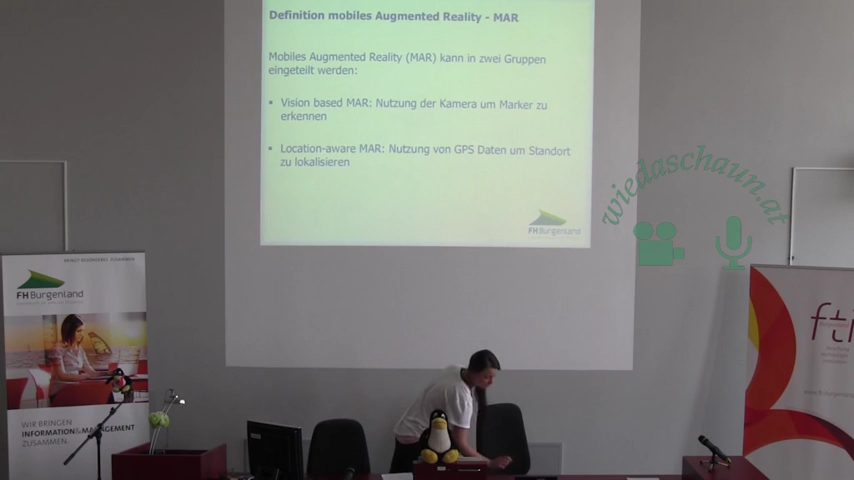 Definition mobiles Augmented Reality - MAR
Mobiles Augmented Reality (MAR) kann in zwei Gruppen
eingeteilt werden:
▪ Vision based MAR: Nutzung der Kamera um Marker zu
erkennen
▪ Location-aware MAR: Nutzung von GPS Daten um Standort
zu lokalisieren
FH Burgenland
wiedaschaun.at
FH Burgenland
WIR BRINGEN
INFORMATION & MANAGEMENT
ZUSAMMEN.
fti